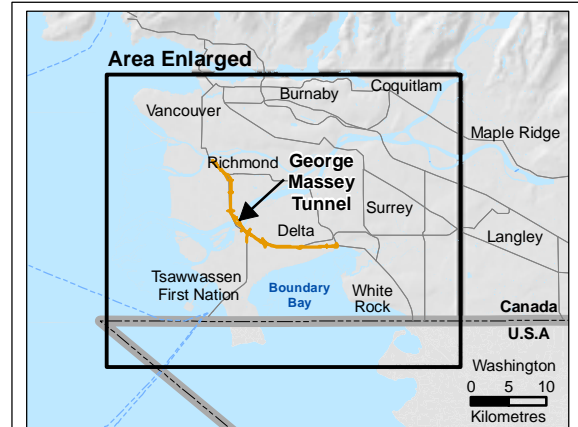 Area Enlarged
Coquitlam
Burnaby
Vancouver
Maple Ridge
Richmond
George
Massey
Tunnel
Surrey
Delta
Langley
Tsawwassen
First Nation
Boundary
Bay
White
Rock
Canada
U.S.A
Washington
0 5 10
Kilometres